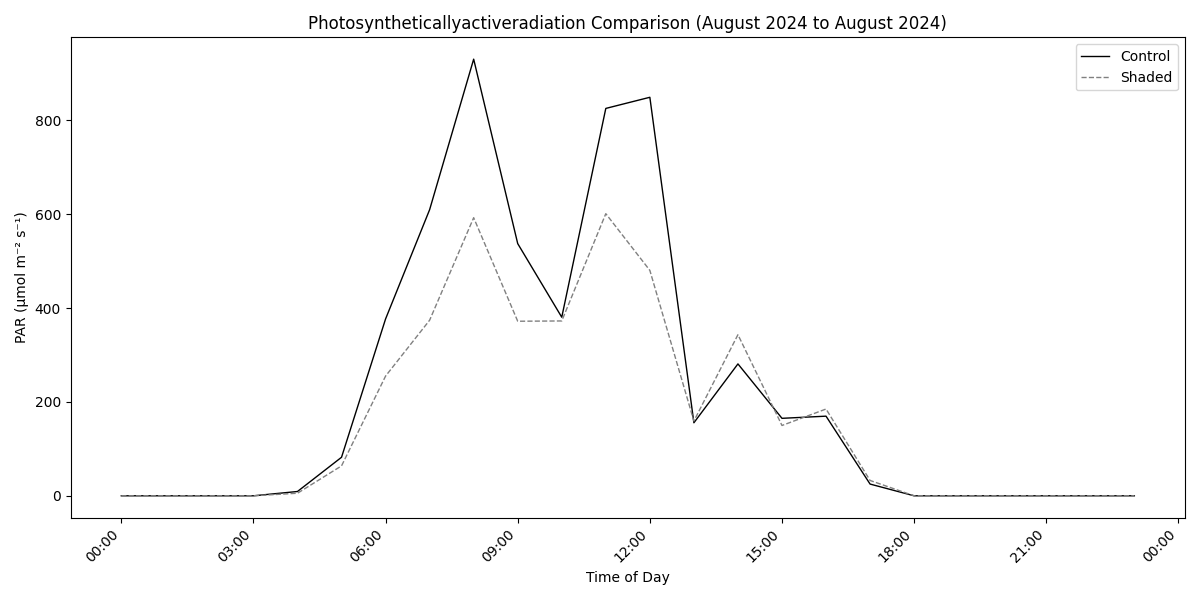 Photosyntheticallyactiveradiation Comparison (August 2024 to August 2024)
Control
Shaded
PAR (μmol m⁻² s⁻¹)
800
600
400
200
0
00:00
03:00
06:00
09:00
12:00
15:00
18:00
21:00
00:00
Time of Day